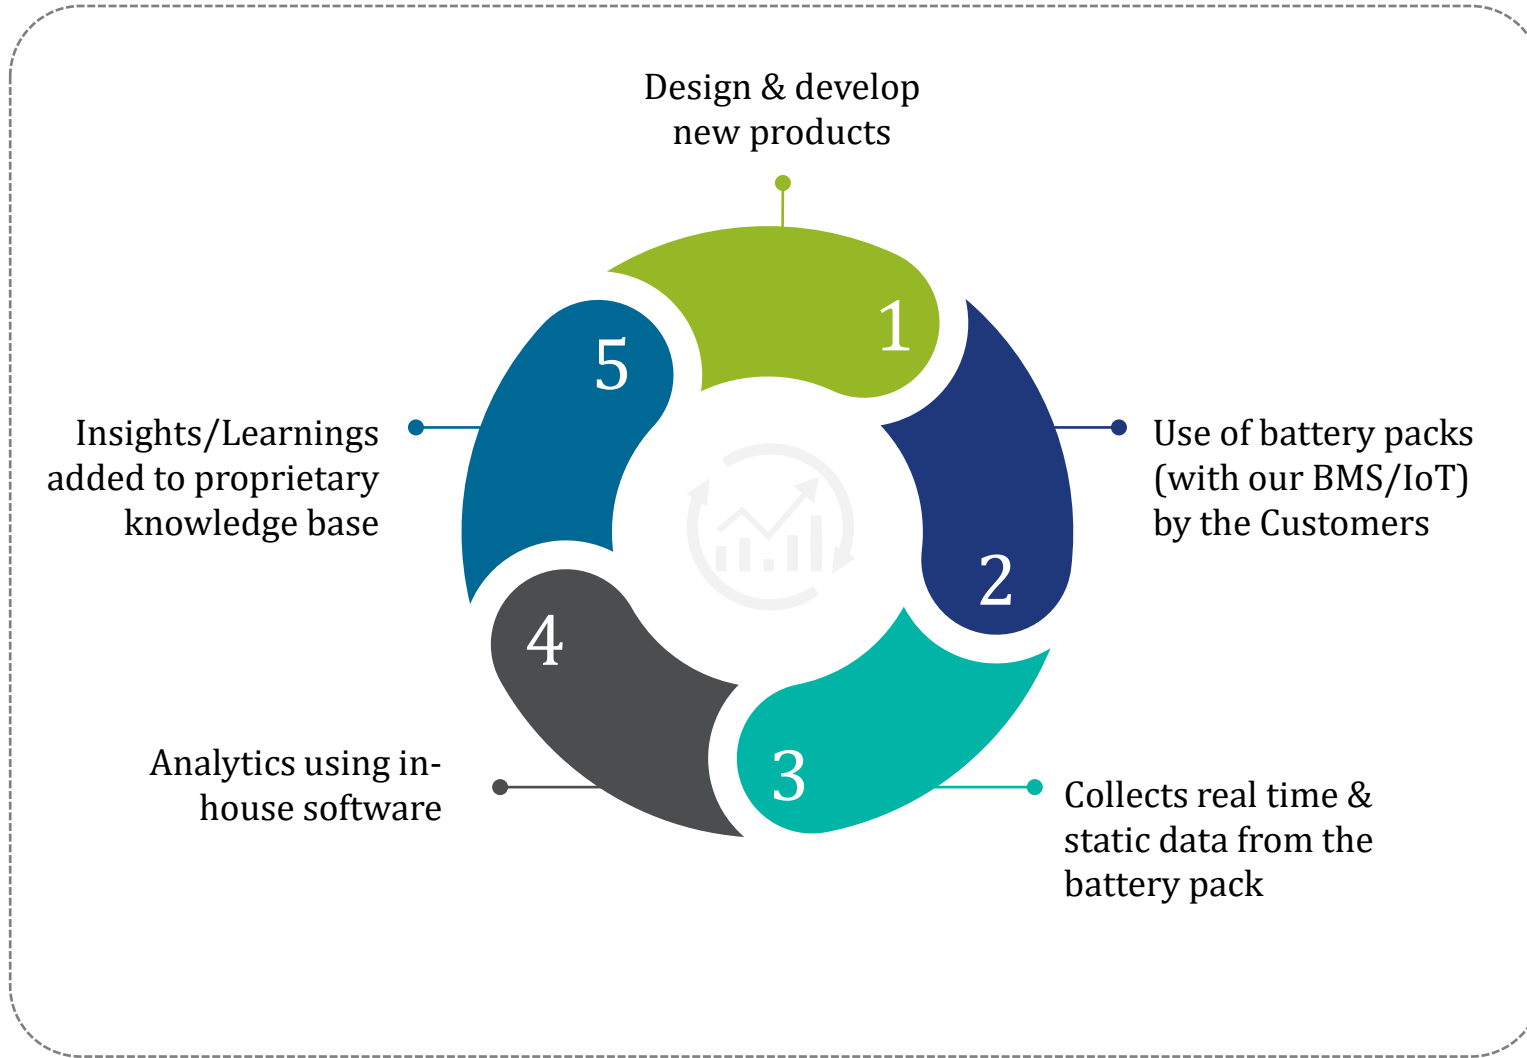 Design & develop
new products
1
Use of battery packs
(with our BMS/IoT)
by the Customers
2
Collects real time &
static data from the
battery pack
3
Analytics using in-
house software
4
Insights/Learnings
added to proprietary
knowledge base
5